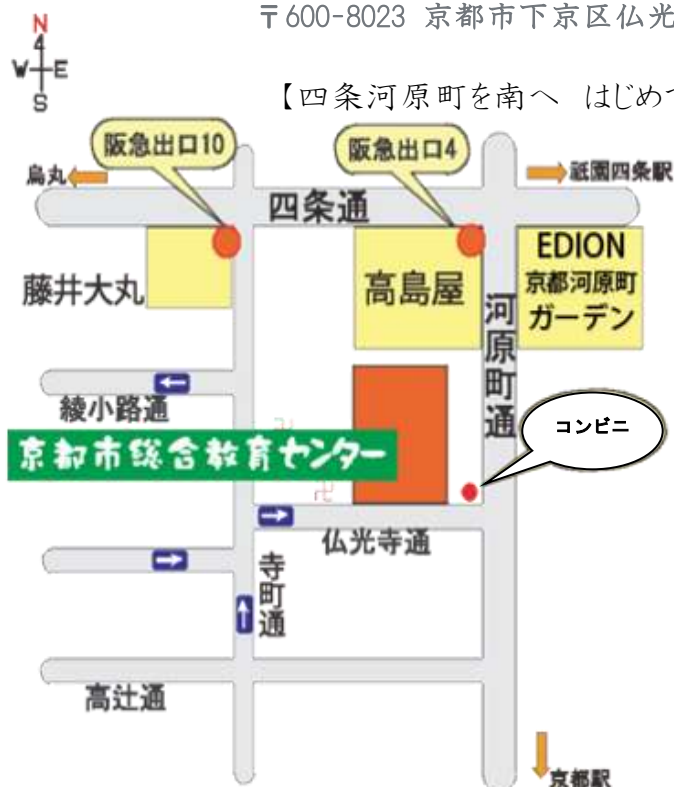 〒600-8023 京都市下京区仏光
N
W E
S
【四条河原町を南へ はじめ
阪急出口10
阪急出口4
烏丸
祇園四条駅
四条通
藤井大丸
高島屋
EDION
京都河原町
ガーデン
河原町通
綾小路通
コンビニ
京都市総合教育センター
卍
卍
仏光寺通
寺町通
高辻通
京都駅